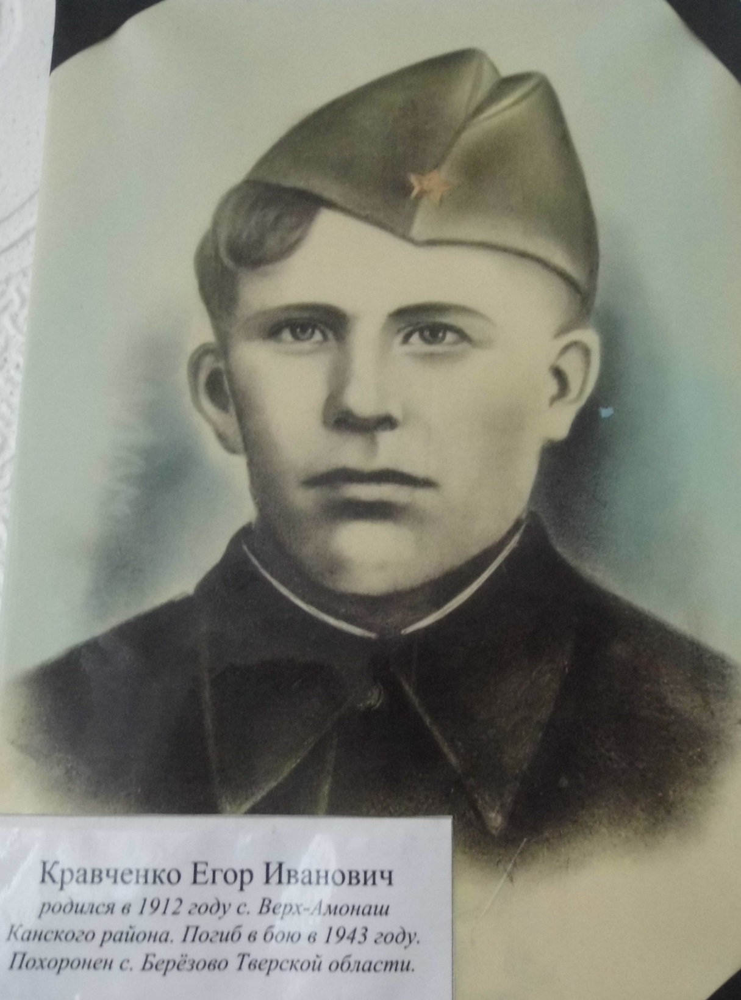 Кравченко Егор Иванович
родился в 1912 году с. Верх-Амонаш
Канского района. Погиб в бою в 1943 году.
Похоронен с. Берёзово Тверской области.